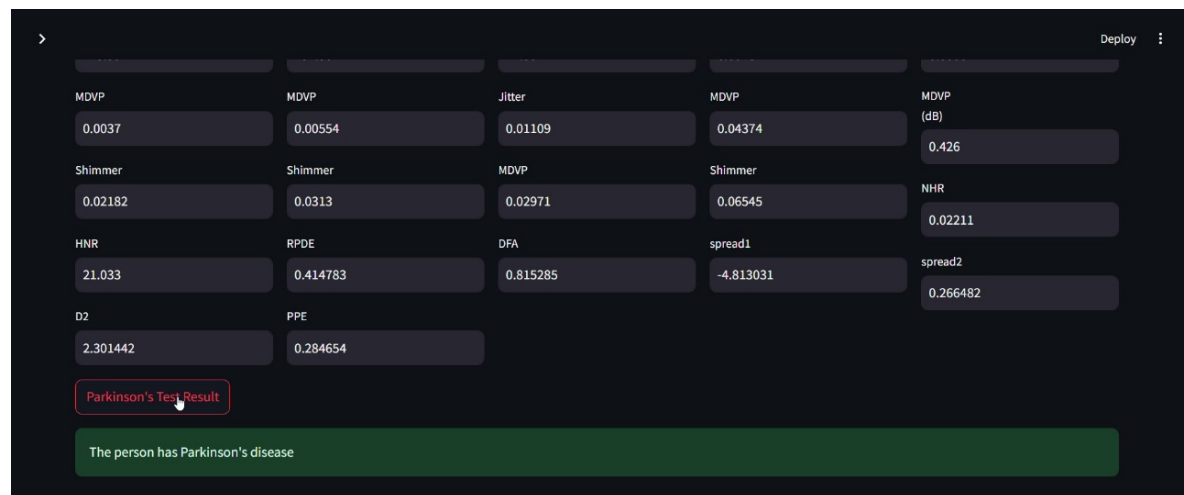 Deploy
MDVP
MDVP
Jitter
MDVP
MDVP
(dB)
0.0037
0.00554
0.01109
0.04374
0.426
Shimmer
Shimmer
MDVP
Shimmer
NHR
0.02182
0.0313
0.02971
0.06545
0.02211
HNR
RPDE
DFA
spread1
spread2
21.033
0.414783
0.815285
-4.813031
0.266482
D2
PPE
2.301442
0.284654
Parkinson's Test Result
The person has Parkinson's disease